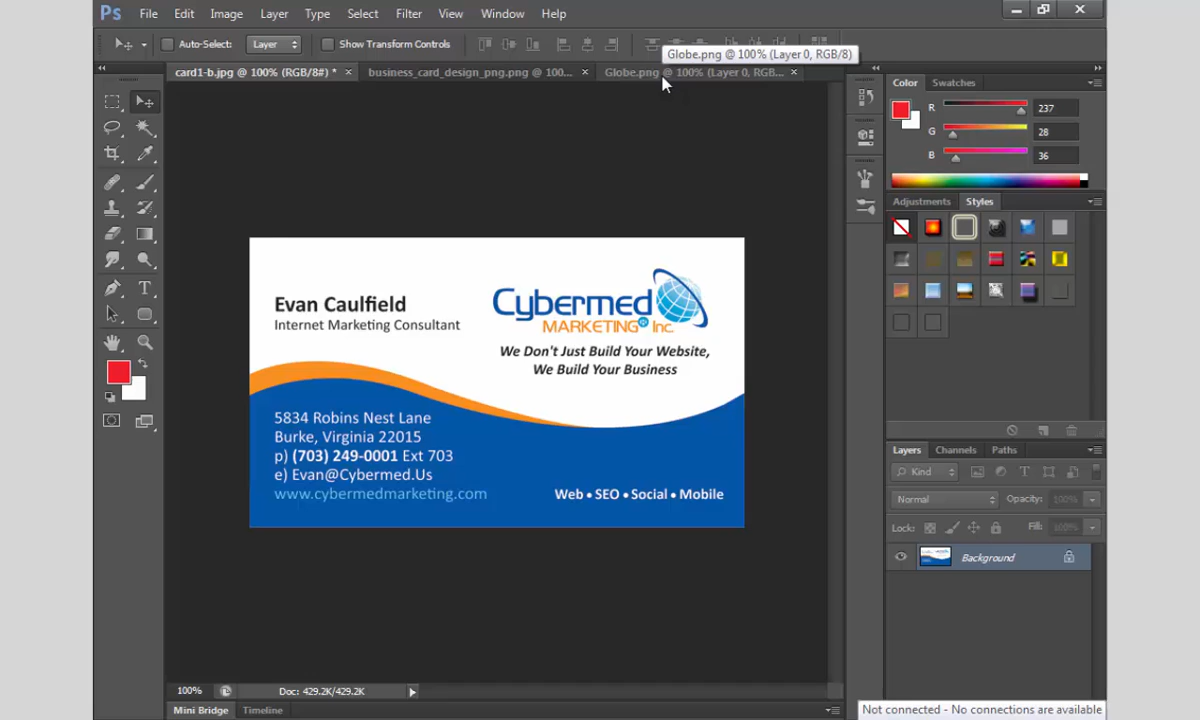 Ps File Edit Image Layer Type Select Filter View Window Help
Auto-Select: Layer Show Transform Controls
Globe.png @ 100% (Layer 0, RGB/8)
card1-b.jpg @ 100% (RGB/8#) * × business_card_design_png.png @ 100... × Globe.png @ 100% (Layer 0, RGB... ×
Color Swatches
R 237
G 28
B 36
Adjustments Styles
Evan Caulfield
Internet Marketing Consultant
Cybermed
MARKETING Inc.
We Don't Just Build Your Website,
We Build Your Business
5834 Robins Nest Lane
Burke, Virginia 22015
p) (703) 249-0001 Ext 703
e) Evan@Cybermed.Us
www.cybermedmarketing.com
Web • SEO • Social • Mobile
Layers Channels Paths
Kind
Normal Opacity: 100%
Lock: Fill: 100%
Background
100% Doc: 429.2K/429.2K
Mini Bridge Timeline
Not connected - No connections are available